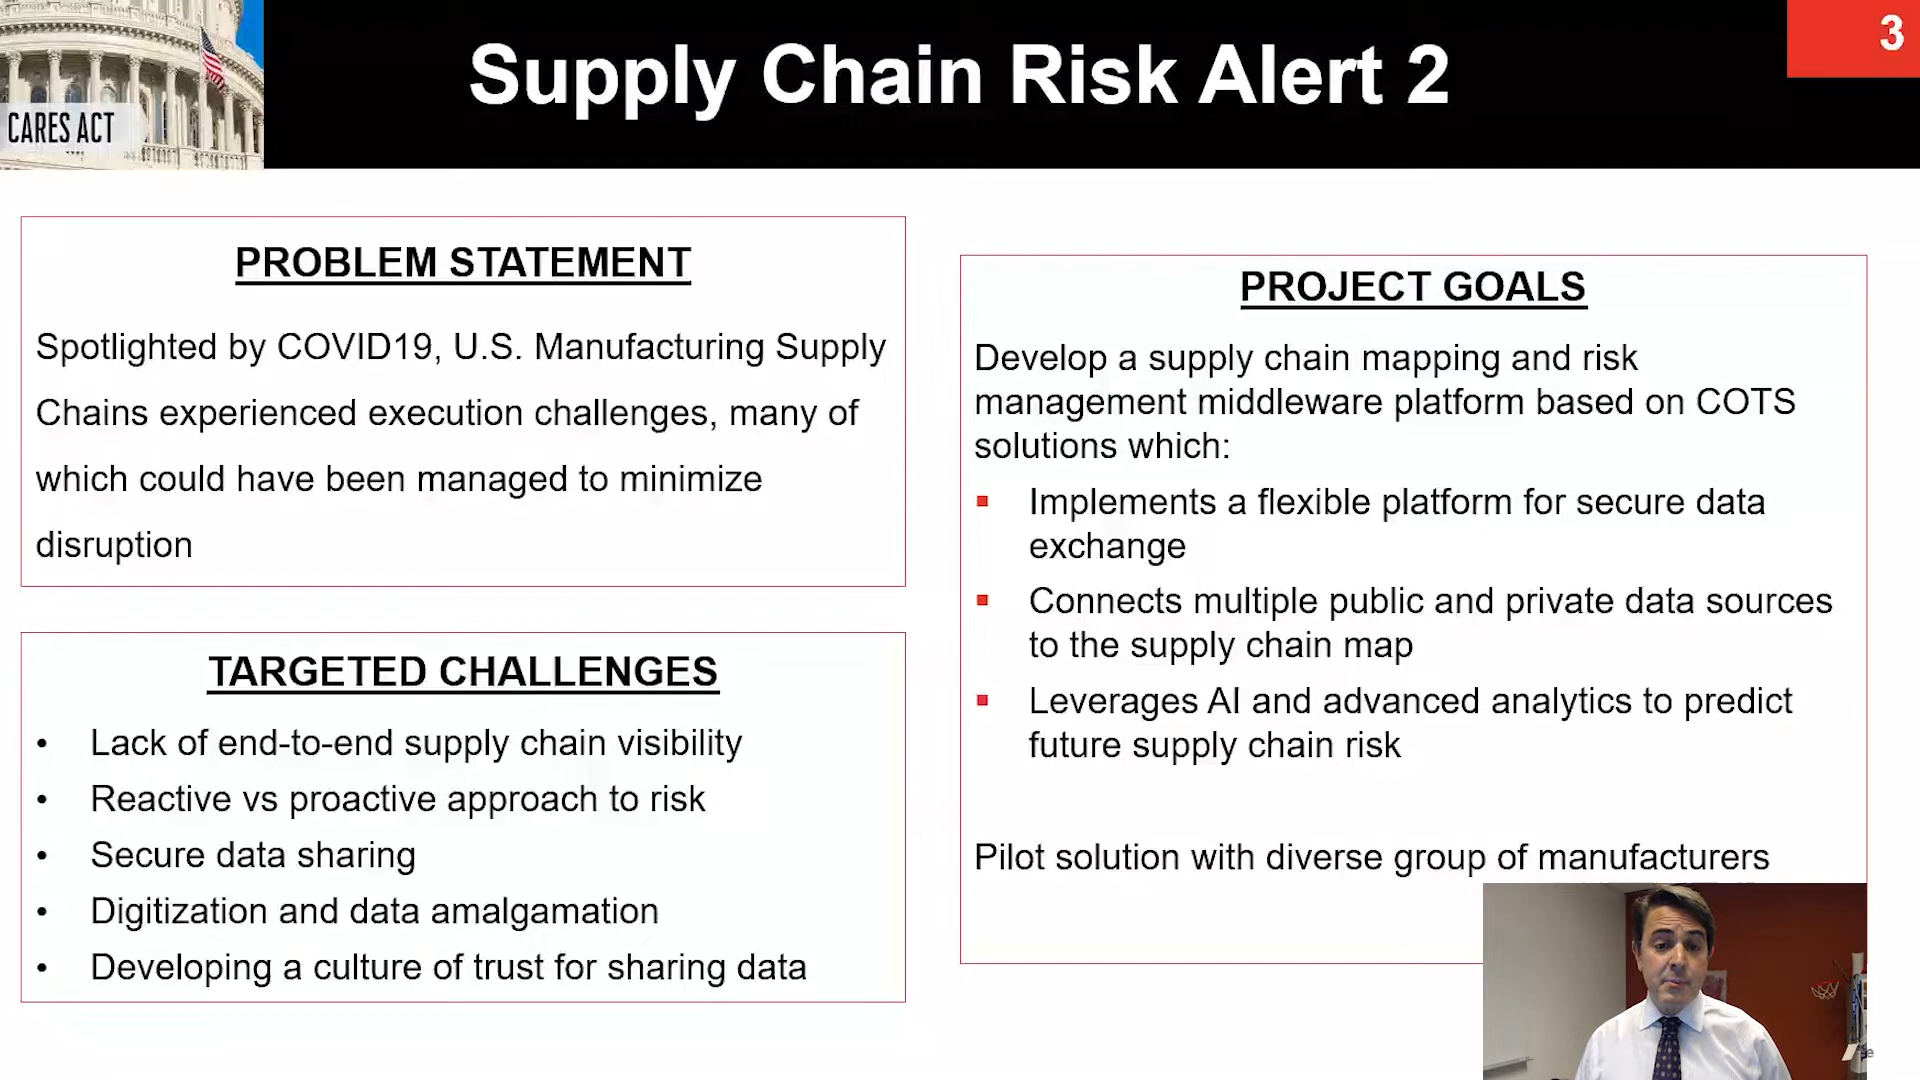 CARES ACT
Supply Chain Risk Alert 2
3
PROBLEM STATEMENT
Spotlighted by COVID19, U.S. Manufacturing Supply
Chains experienced execution challenges, many of
which could have been managed to minimize
disruption
TARGETED CHALLENGES
• Lack of end-to-end supply chain visibility
• Reactive vs proactive approach to risk
• Secure data sharing
• Digitization and data amalgamation
• Developing a culture of trust for sharing data
PROJECT GOALS
Develop a supply chain mapping and risk
management middleware platform based on COTS
solutions which:
▪ Implements a flexible platform for secure data
exchange
▪ Connects multiple public and private data sources
to the supply chain map
▪ Leverages AI and advanced analytics to predict
future supply chain risk
Pilot solution with diverse group of manufacturers